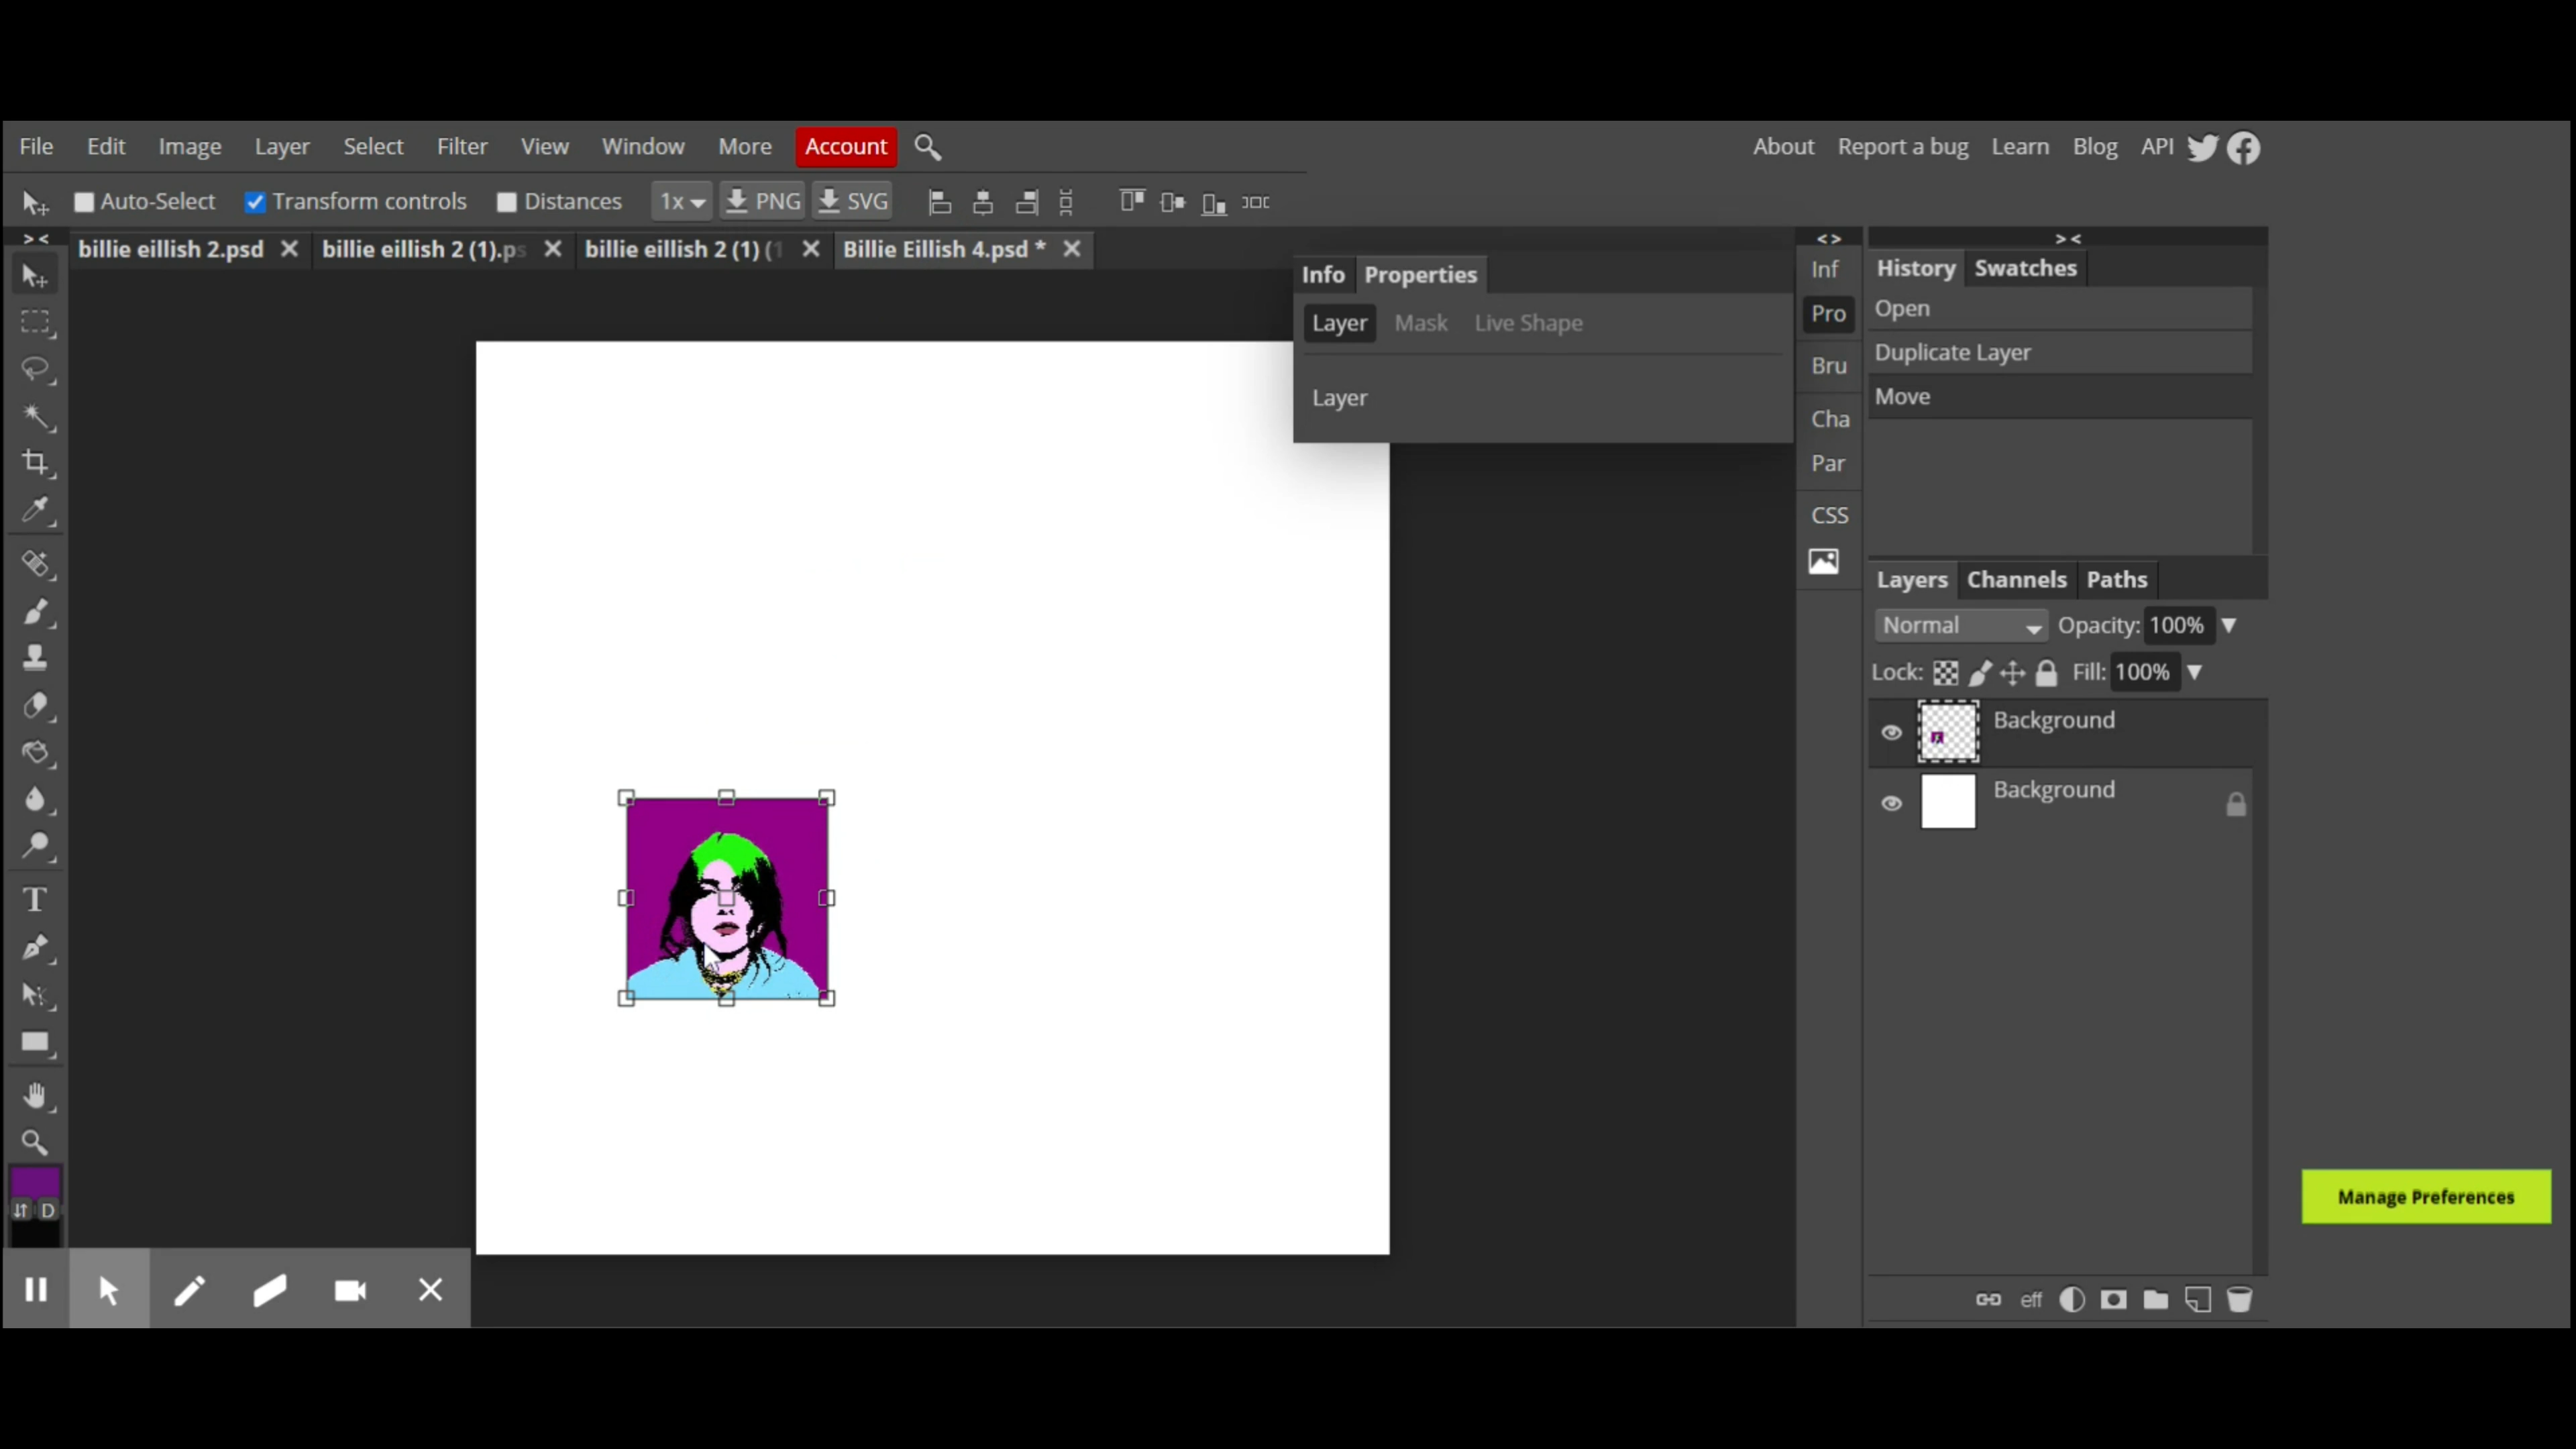 File Edit Image Layer Select Filter View Window More Account About Report a bug Learn Blog API
Auto-Select Transform controls Distances 1x PNG SVG
> < billie eillish 2.psd billie eillish 2 (1).ps billie eillish 2 (1) (1 Billie Eillish 4.psd * < > > <
Info Properties
Layer Mask Live Shape
Layer
Inf
Pro
Bru
Cha
Par
CSS
History Swatches
Open
Duplicate Layer
Move
Layers Channels Paths
Normal Opacity: 100%
Lock: Fill: 100%
Background
Background
T
D
eff
Manage Preferences